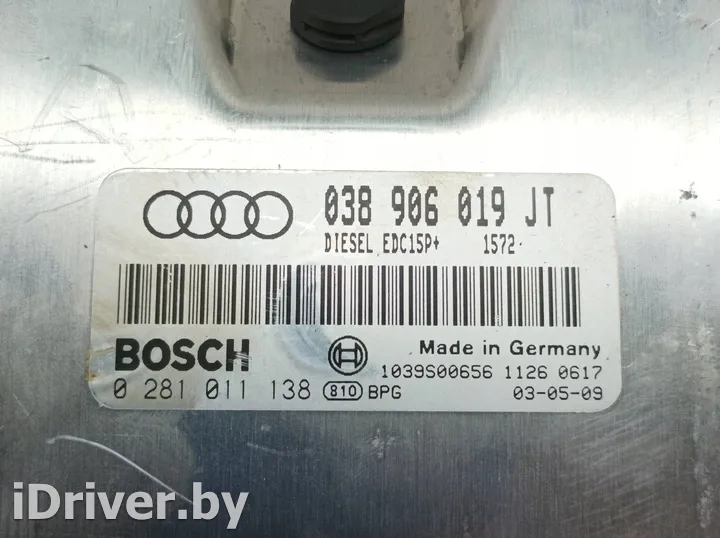 038 906 019 JT
DIESEL EDC15P+ 1572
BOSCH
Made in Germany
1039S00656 1126 0617
0 281 011 138 810 BPG 03-05-09
iDriver.by